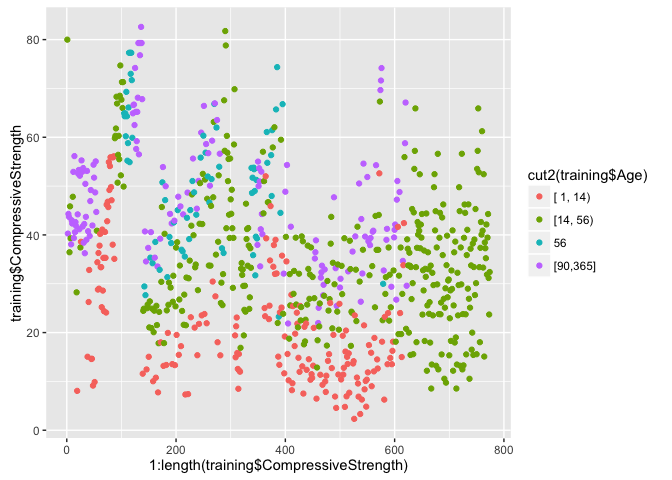 80
60
40
20
0
training$CompressiveStrength
0 200 400 600 800
1:length(training$CompressiveStrength)
cut2(training$Age)
[ 1, 14)
[14, 56)
56
[90,365]